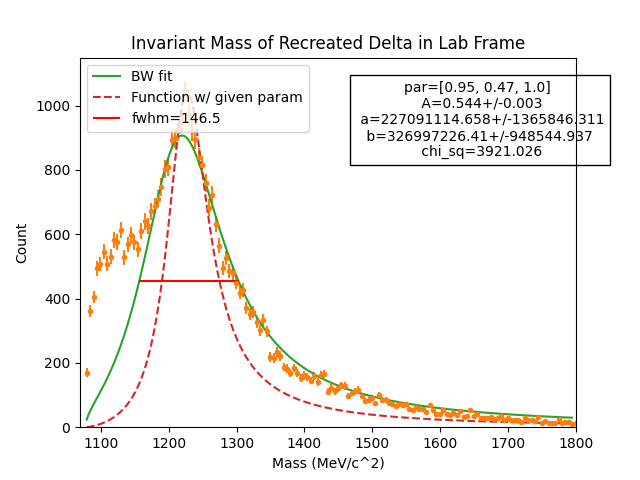 Invariant Mass of Recreated Delta in Lab Frame
BW fit
Function w/ given param
fwhm=146.5
par=[0.95, 0.47, 1.0]
A=0.544+/-0.003
a=227091114.658+/-1365846.311
b=326997226.41+/-948544.937
chi_sq=3921.026
Count
1000
800
600
400
200
0
1100
1200
1300
1400
1500
1600
1700
1800
Mass (MeV/c^2)